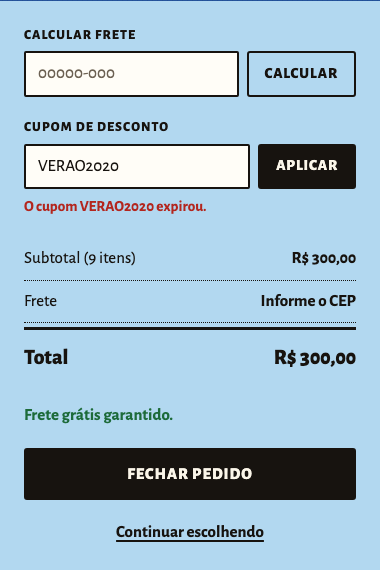 CALCULAR FRETE
00000-000 CALCULAR
CUPOM DE DESCONTO
VERAO2020 APLICAR
O cupom VERAO2020 expirou.
Subtotal (9 itens) R$ 300,00
Frete Informe o CEP
Total R$ 300,00
Frete grátis garantido.
FECHAR PEDIDO
Continuar escolhendo